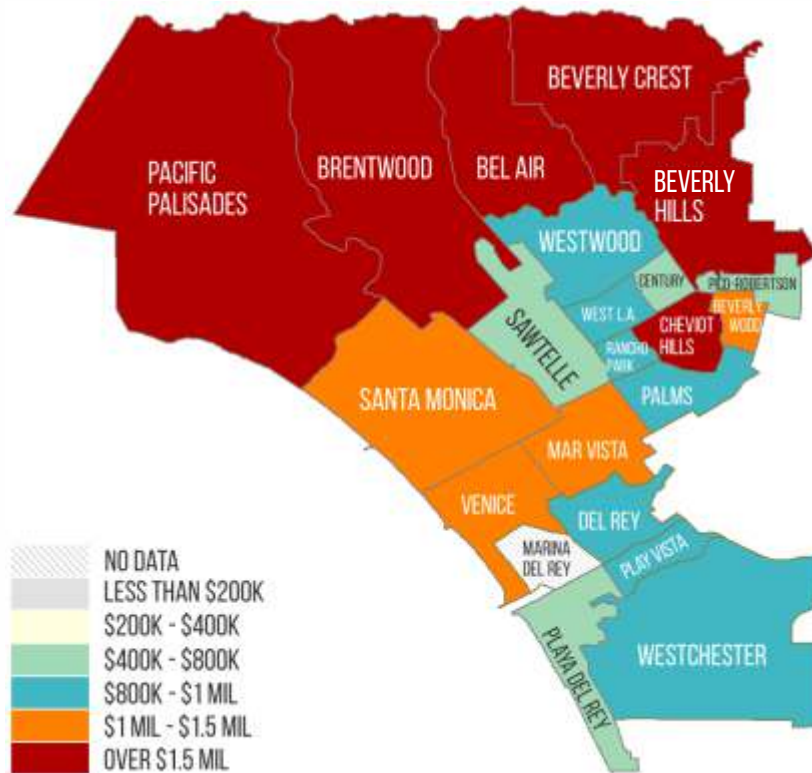 BEVERLY CREST
PACIFIC
PALISADES
BRENTWOOD
BEL AIR
BEVERLY
HILLS
WESTWOOD
CENTURY
PICO-ROBERTSON
WEST L.A.
BEVERLY
WOOD
CHEVIOT
HILLS
RANCHO
PARK
SAWTELLE
PALMS
SANTA MONICA
MAR VISTA
VENICE
DEL REY
MARINA
DEL REY
PLAY VISTA
PLAYA DEL REY
WESTCHESTER
NO DATA
LESS THAN $200K
$200K - $400K
$400K - $800K
$800K - $1 MIL
$1 MIL - $1.5 MIL
OVER $1.5 MIL